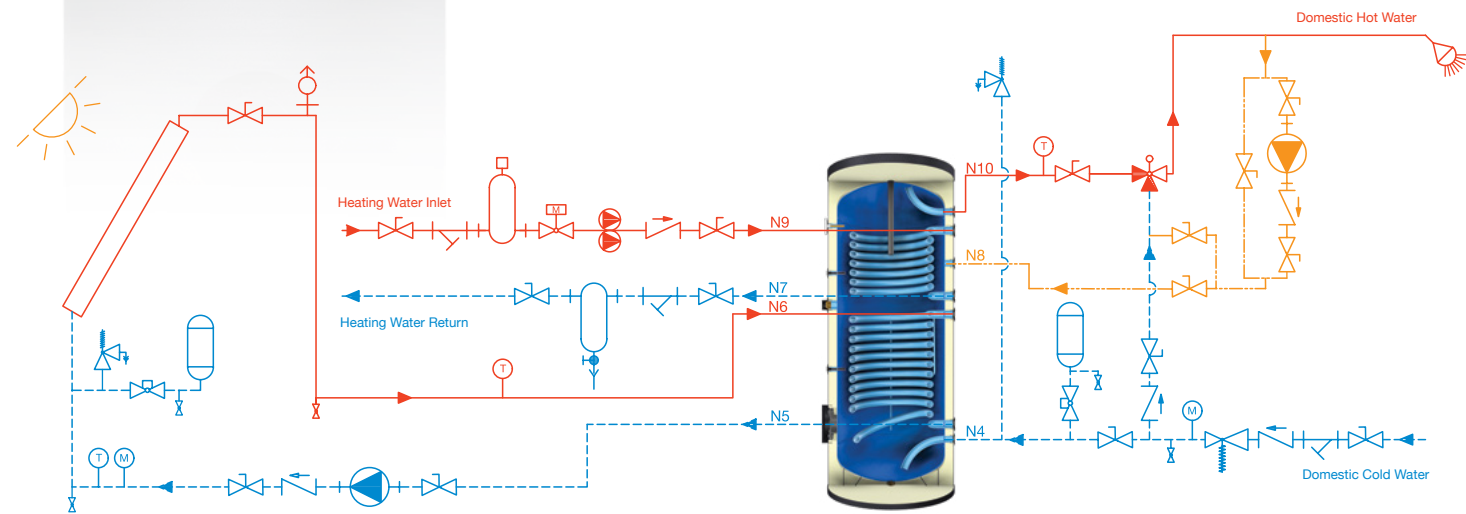 Domestic Hot Water
T
N10
Heating Water Inlet
M
N9
N8
N7
N6
Heating Water Return
T
N5
N4
M
T
M
Domestic Cold Water